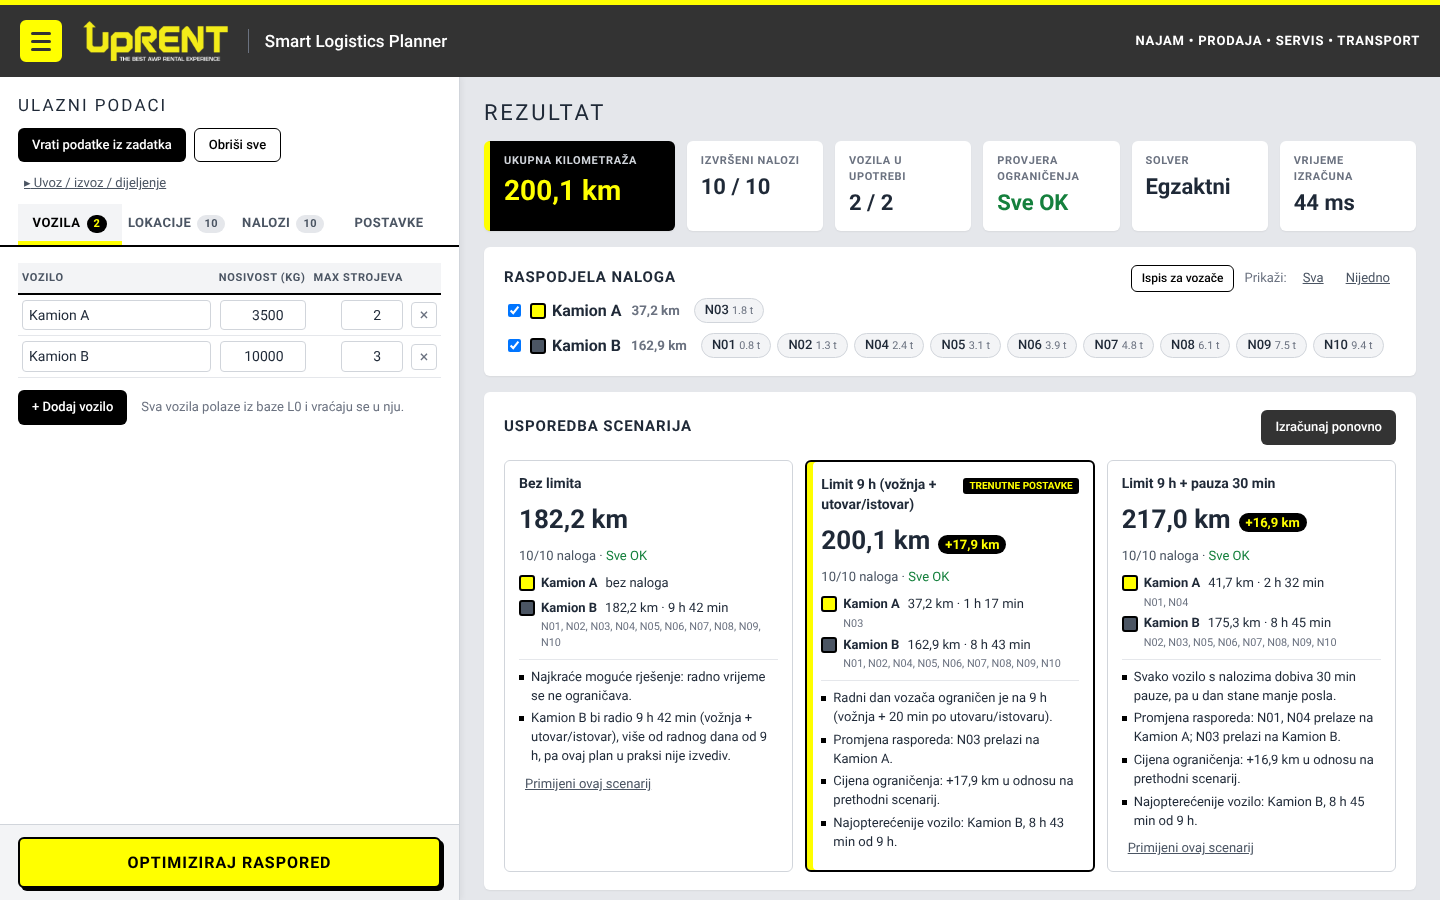 UpRENT
THE BEST AWP RENTAL EXPERIENCE
Smart Logistics Planner
NAJAM • PRODAJA • SERVIS • TRANSPORT
ULAZNI PODACI
Vrati podatke iz zadatka
Obriši sve
▸ Uvoz / izvoz / dijeljenje
VOZILA 2
LOKACIJE 10
NALOZI 10
POSTAVKE
VOZILO NOSIVOST (KG) MAX STROJEVA
Kamion A 3500 2 ×
Kamion B 10000 3 ×
+ Dodaj vozilo
Sva vozila polaze iz baze L0 i vraćaju se u nju.
OPTIMIZIRAJ RASPORED
REZULTAT
UKUPNA KILOMETRAŽA
200,1 km
IZVRŠENI NALOZI
10 / 10
VOZILA U
UPOTREBI
2 / 2
PROVJERA
OGRANIČENJA
Sve OK
SOLVER
Egzaktni
VRIJEME
IZRAČUNA
44 ms
RASPODJELA NALOGA
Ispis za vozače
Prikaži:
Sva
Nijedno
Kamion A 37,2 km N03 1.8 t
Kamion B 162,9 km N01 0.8 t N02 1.3 t N04 2.4 t N05 3.1 t N06 3.9 t N07 4.8 t N08 6.1 t N09 7.5 t N10 9.4 t
USPOREDBA SCENARIJA
Izračunaj ponovno
Bez limita
182,2 km
10/10 naloga · Sve OK
Kamion A bez naloga
Kamion B 182,2 km · 9 h 42 min
N01, N02, N03, N04, N05, N06, N07, N08, N09,
N10
Najkraće moguće rješenje: radno vrijeme
se ne ograničava.
Kamion B bi radio 9 h 42 min (vožnja +
utovar/istovar), više od radnog dana od 9
h, pa ovaj plan u praksi nije izvediv.
Primijeni ovaj scenarij
Limit 9 h (vožnja +
utovar/istovar)
TRENUTNE POSTAVKE
200,1 km +17,9 km
10/10 naloga · Sve OK
Kamion A 37,2 km · 1 h 17 min
N03
Kamion B 162,9 km · 8 h 43 min
N01, N02, N04, N05, N06, N07, N08, N09, N10
Radni dan vozača ograničen je na 9 h
(vožnja + 20 min po utovaru/istovaru).
Promjena rasporeda: N03 prelazi na
Kamion A.
Cijena ograničenja: +17,9 km u odnosu na
prethodni scenarij.
Najopterećenije vozilo: Kamion B, 8 h 43
min od 9 h.
Limit 9 h + pauza 30 min
217,0 km +16,9 km
10/10 naloga · Sve OK
Kamion A 41,7 km · 2 h 32 min
N01, N04
Kamion B 175,3 km · 8 h 45 min
N02, N03, N05, N06, N07, N08, N09, N10
Svako vozilo s nalozima dobiva 30 min
pauze, pa u dan stane manje posla.
Promjena rasporeda: N01, N04 prelaze na
Kamion A; N03 prelazi na Kamion B.
Cijena ograničenja: +16,9 km u odnosu na
prethodni scenarij.
Najopterećenije vozilo: Kamion B, 8 h 45
min od 9 h.
Primijeni ovaj scenarij